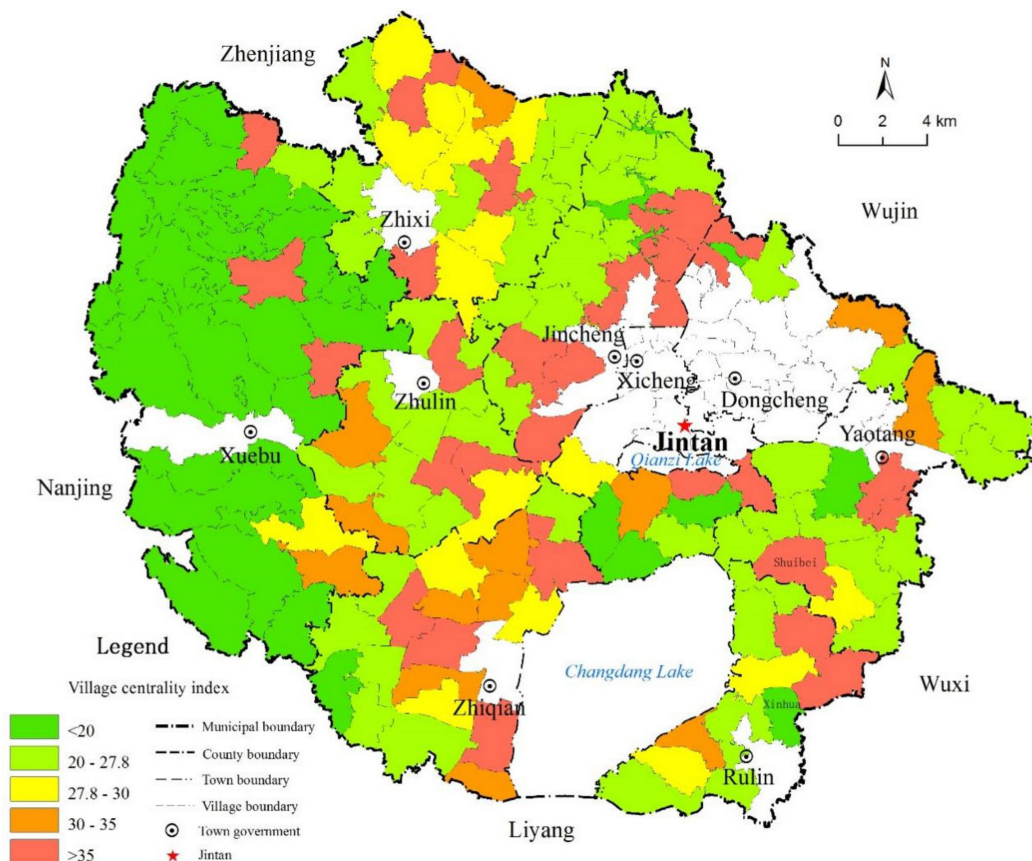 Zhenjiang
N
0 2 4 km
Wujin
Zhixi
Jincheng
Xicheng
Dongcheng
Zhulin
Jintan
Qianzi Lake
Yaotang
Xuebu
Nanjing
Shuibei
Changdang Lake
Zhiqian
Xinhua
Wuxi
Rulin
Liyang
Legend
Village centrality index
<20
20 - 27.8
27.8 - 30
30 - 35
>35
Municipal boundary
County boundary
Town boundary
Village boundary
Town government
Jintan